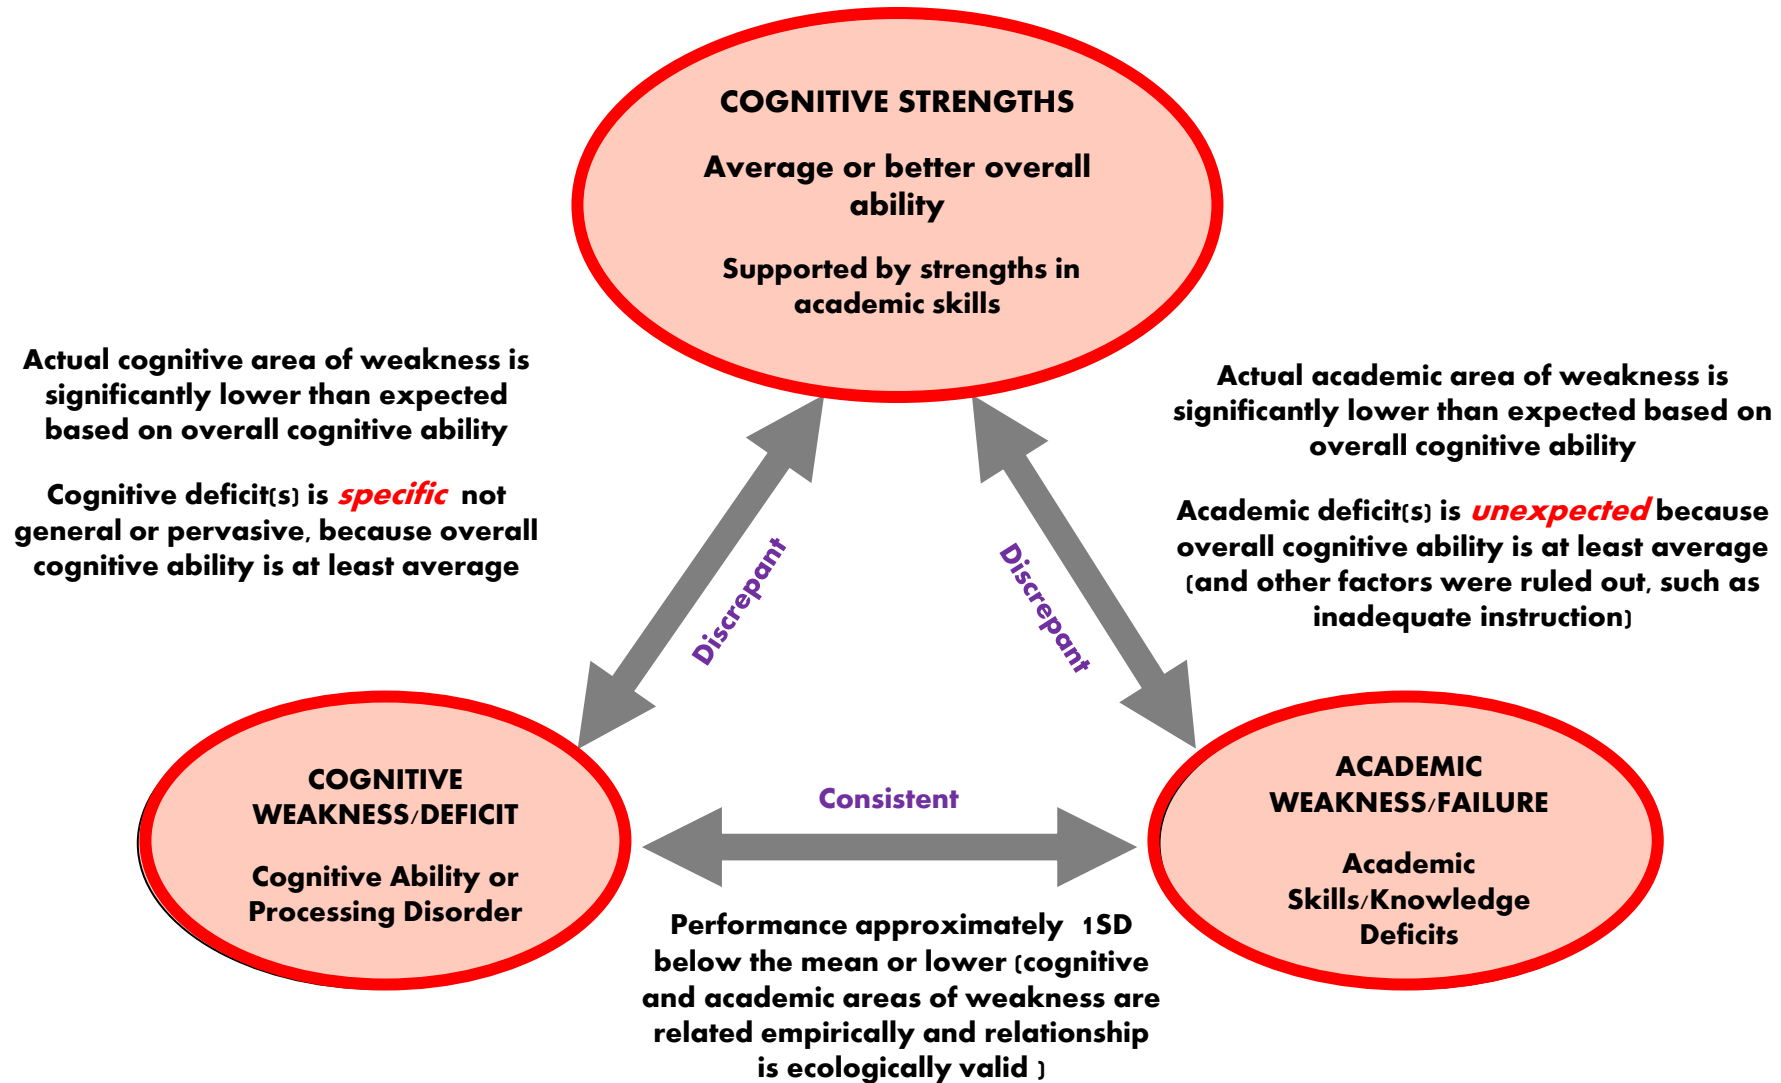 COGNITIVE STRENGTHS
Average or better overall
ability
Supported by strengths in
academic skills
Actual cognitive area of weakness is
significantly lower than expected
based on overall cognitive ability
Cognitive deficit(s) is specific not
general or pervasive, because overall
cognitive ability is at least average
Actual academic area of weakness is
significantly lower than expected based on
overall cognitive ability
Academic deficit(s) is unexpected because
overall cognitive ability is at least average
(and other factors were ruled out, such as
inadequate instruction)
Discrepant
Discrepant
COGNITIVE
WEAKNESS/DEFICIT
Cognitive Ability or
Processing Disorder
Consistent
ACADEMIC
WEAKNESS/FAILURE
Academic
Skills/Knowledge
Deficits
Performance approximately 1SD
below the mean or lower (cognitive
and academic areas of weakness are
related empirically and relationship
is ecologically valid )